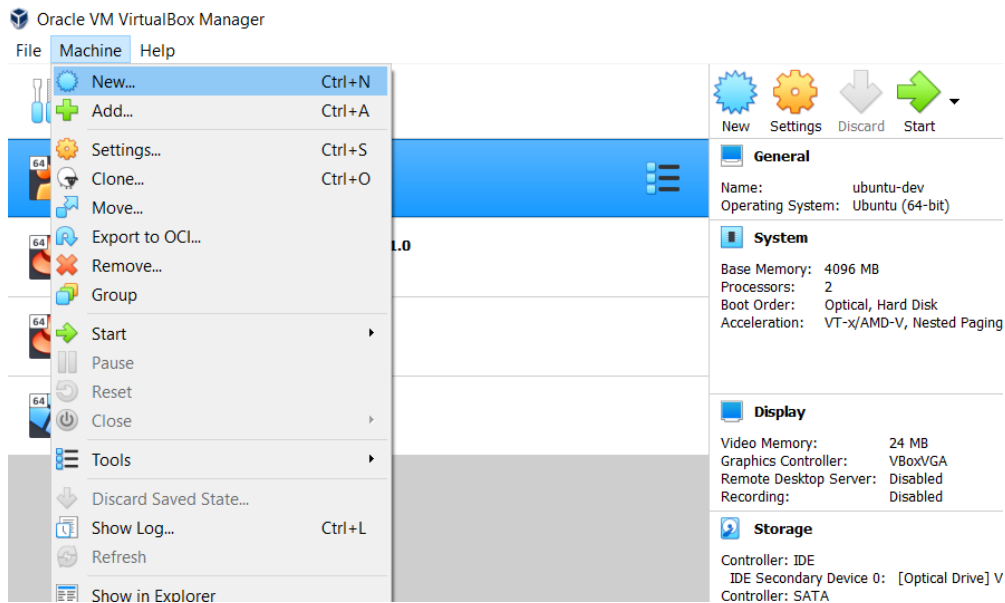 Oracle VM VirtualBox Manager
File Machine Help
New... Ctrl+N
Add... Ctrl+A
Settings... Ctrl+S
Clone... Ctrl+O
Move...
Export to OCI...
Remove...
Group
Start
Pause
Reset
Close
Tools
Discard Saved State...
Show Log... Ctrl+L
Refresh
Show in Explorer
64
64
1.0
64
64
New Settings Discard Start
General
Name: ubuntu-dev
Operating System: Ubuntu (64-bit)
System
Base Memory: 4096 MB
Processors: 2
Boot Order: Optical, Hard Disk
Acceleration: VT-x/AMD-V, Nested Paging
Display
Video Memory: 24 MB
Graphics Controller: VBoxVGA
Remote Desktop Server: Disabled
Recording: Disabled
Storage
Controller: IDE
IDE Secondary Device 0: [Optical Drive] V
Controller: SATA